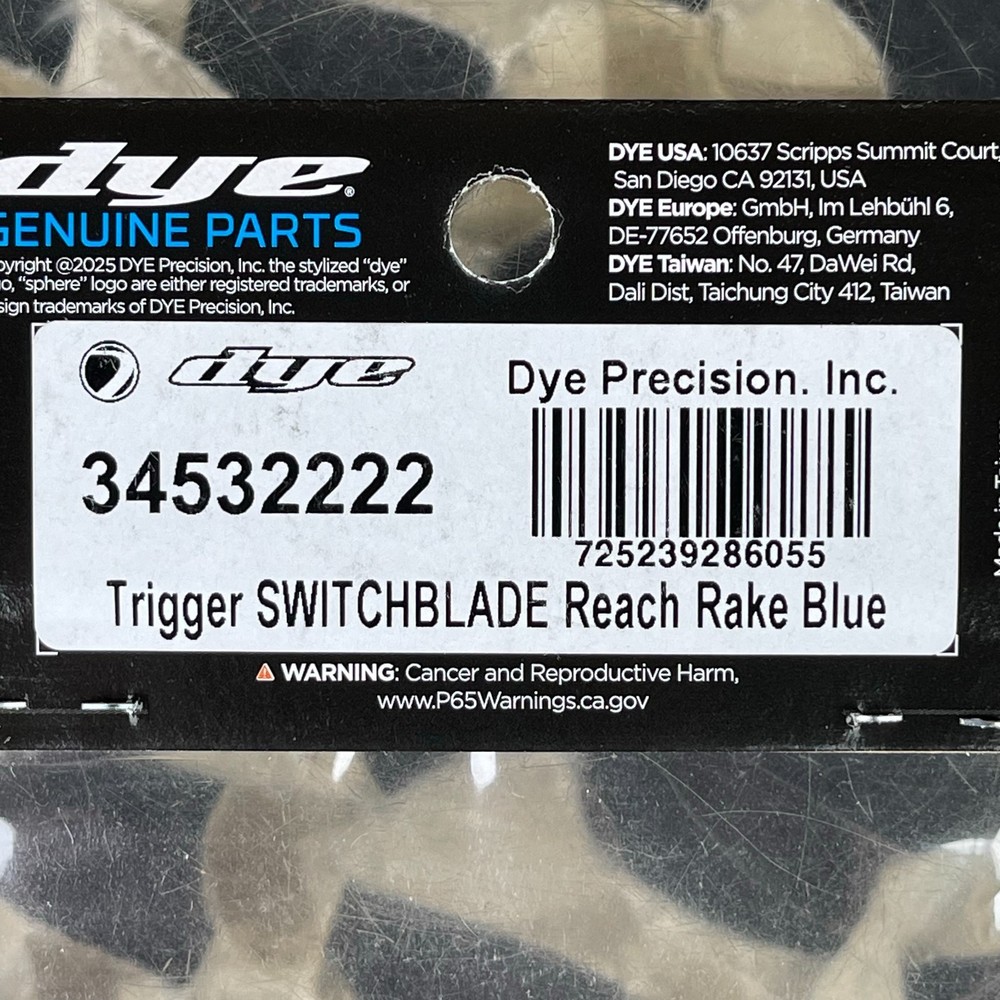 dye®
GENUINE PARTS
opyright @2025 DYE Precision, Inc. the stylized “dye”
“sphere” logo are either registered trademarks, or
sign trademarks of DYE Precision, Inc.
DYE USA: 10637 Scripps Summit Court,
San Diego CA 92131, USA
DYE Europe: GmbH, Im Lehbühl 6,
DE-77652 Offenburg, Germany
DYE Taiwan: No. 47, DaWei Rd,
Dali Dist, Taichung City 412, Taiwan
dye
Dye Precision. Inc.
34532222
725239286055
Trigger SWITCHBLADE Reach Rake Blue
WARNING: Cancer and Reproductive Harm,
www.P65Warnings.ca.gov